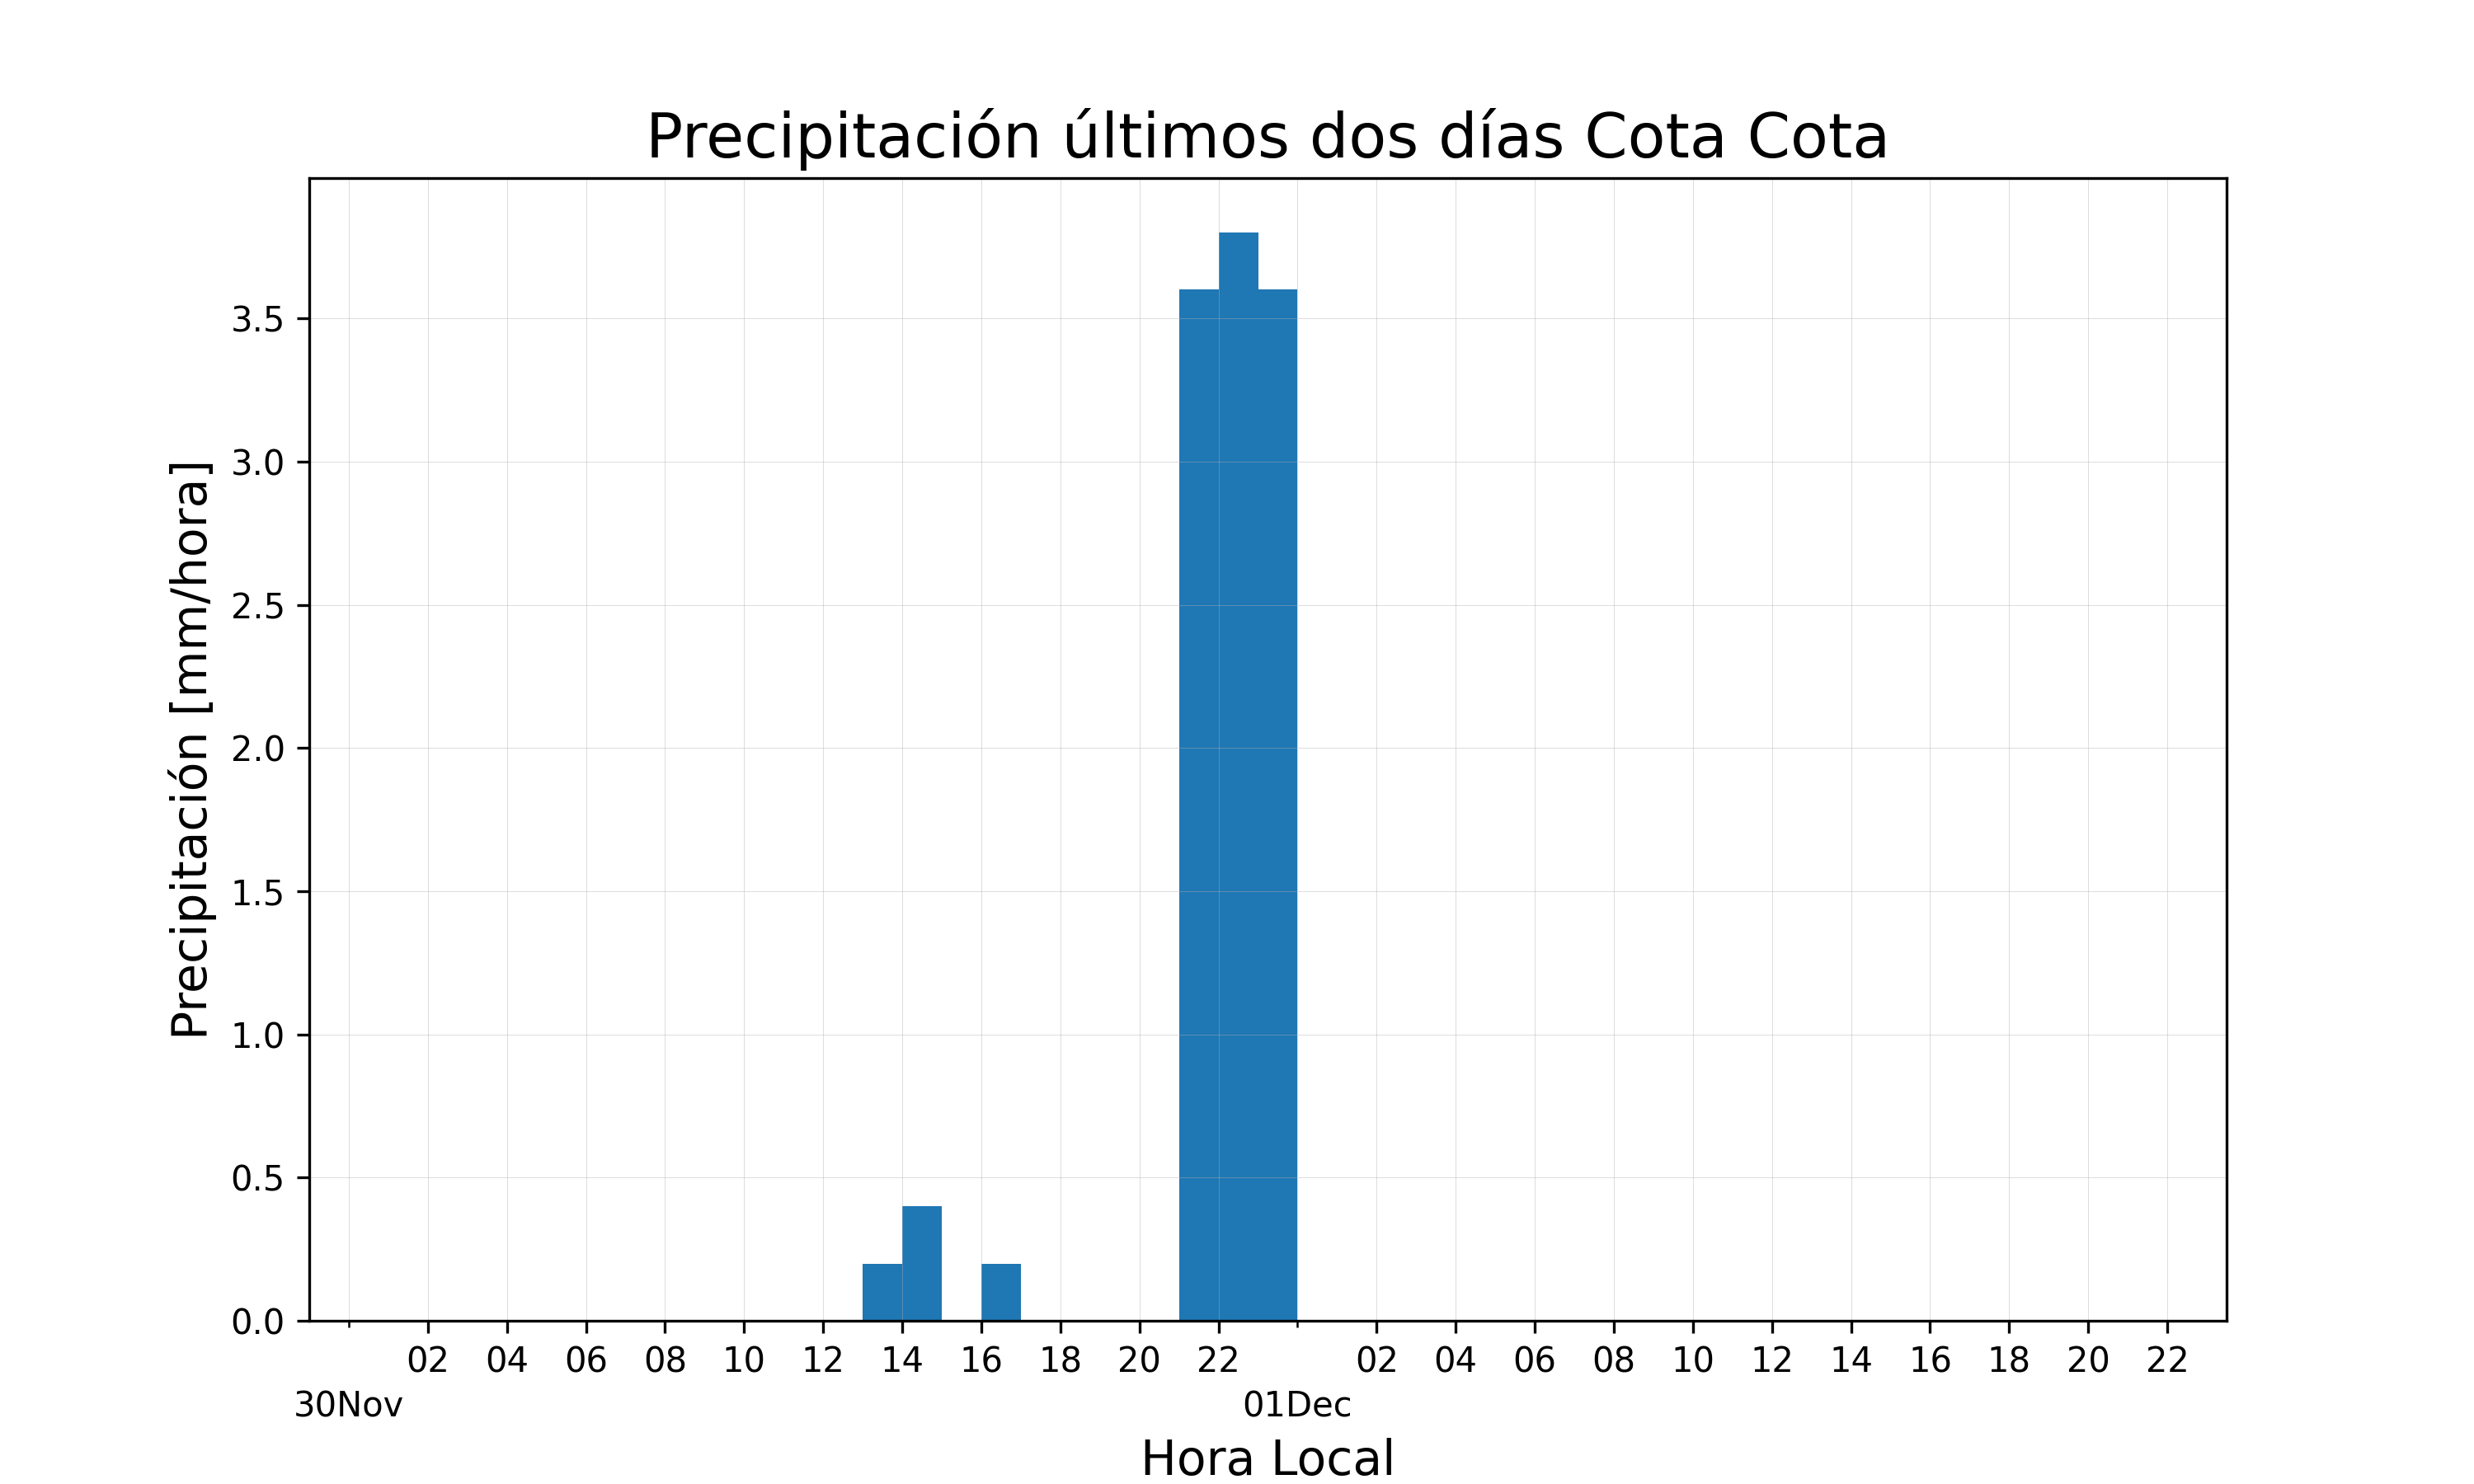 Precipitación últimos dos días Cota Cota
Precipitación [mm/hora]
3.5
3.0
2.5
2.0
1.5
1.0
0.5
0.0
02 04 06 08 10 12 14 16 18 20 22 02 04 06 08 10 12 14 16 18 20 22
30Nov 01Dec
Hora Local